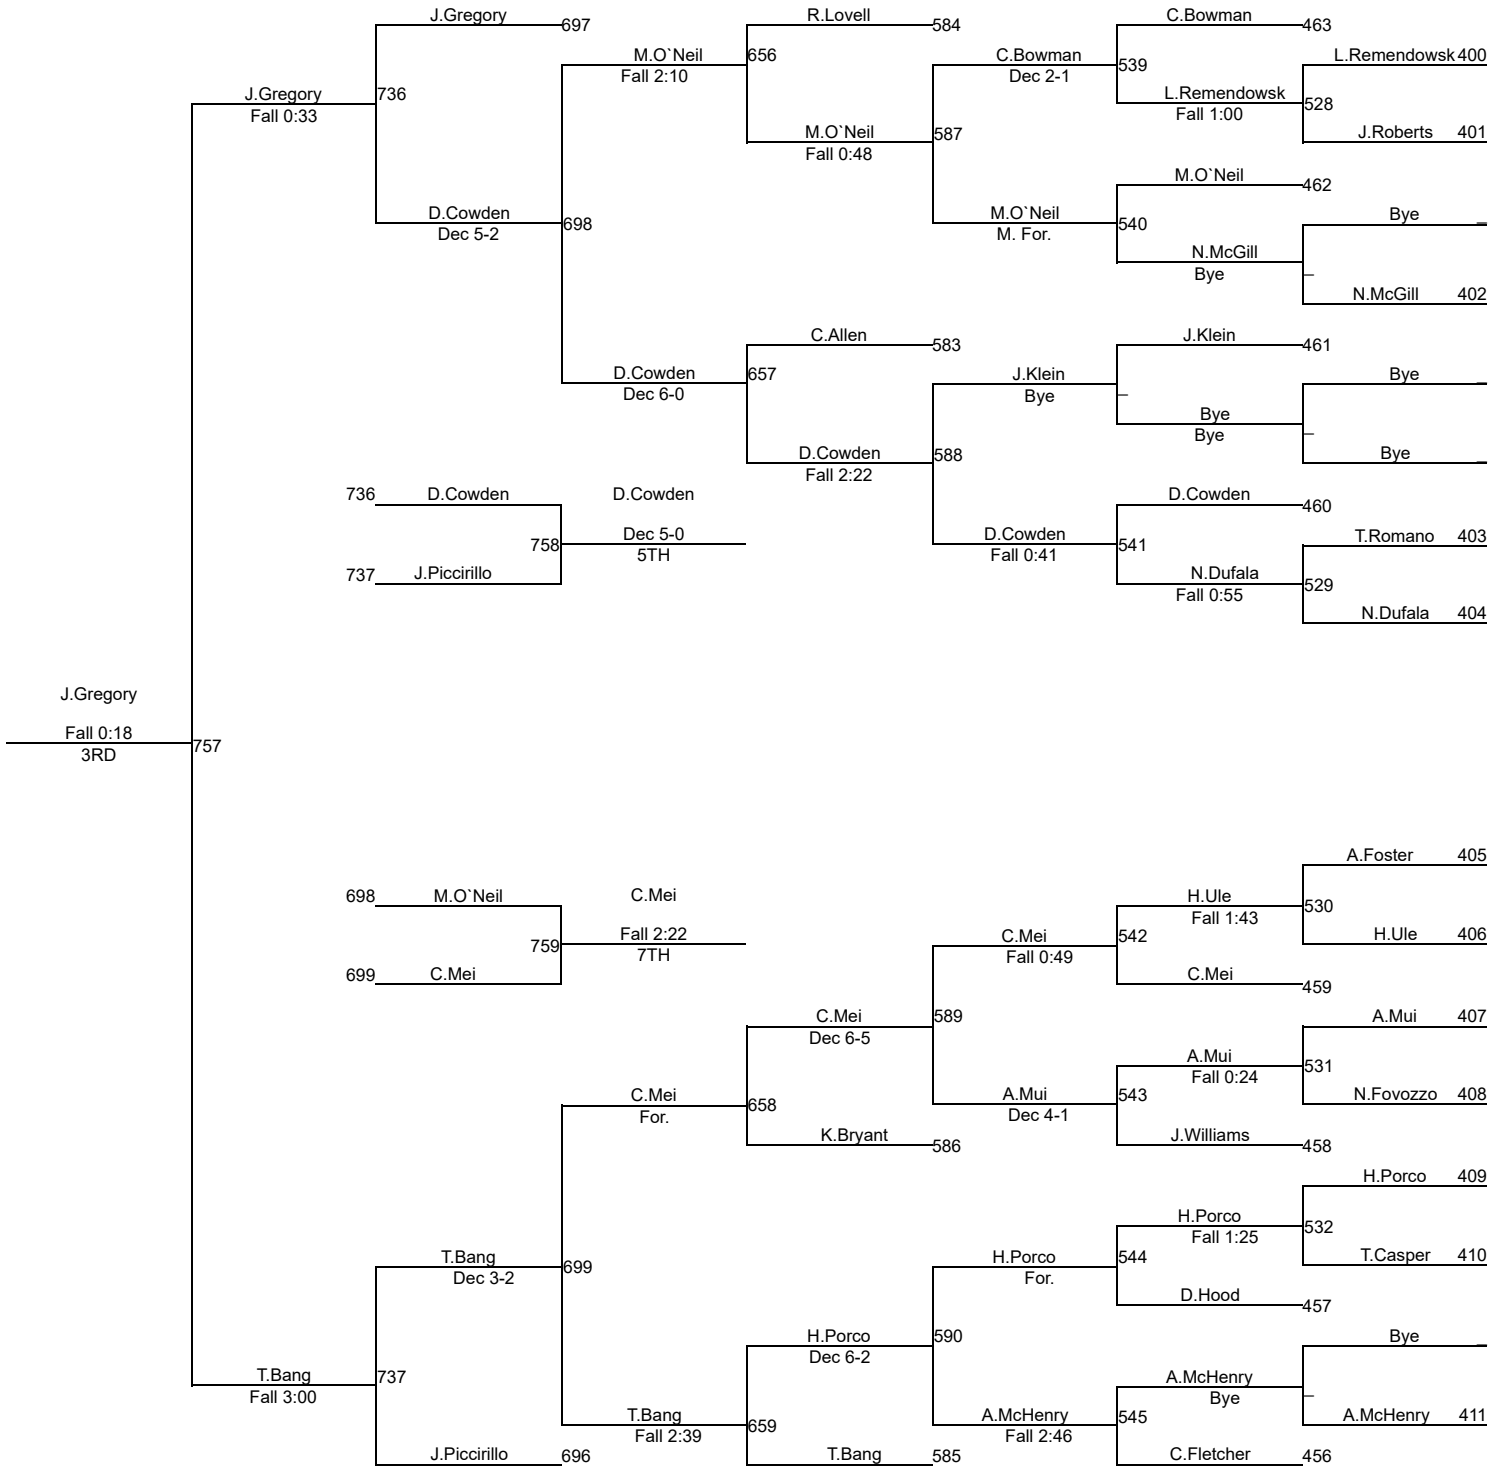 J.Gregory 697 R.Lovell 584 C.Bowman 463
M.O`Neil 656 C.Bowman 539 L.Remendowsk 400
Fall 2:10 Dec 2-1
J.Gregory 736 L.Remendowsk 528
Fall 0:33 Fall 1:00
M.O`Neil 587 J.Roberts 401
Fall 0:48
M.O`Neil 462
D.Cowden 698 M.O`Neil 540 Bye _
Dec 5-2 M. For.
N.McGill
Bye _
N.McGill 402
C.Allen 583 J.Klein 461
D.Cowden 657 J.Klein Bye _
Dec 6-0 Bye _
Bye
Bye _
D.Cowden 588 Bye _
Fall 2:22
736 D.Cowden D.Cowden D.Cowden 460
758 Dec 5-0 D.Cowden 541 T.Romano 403
5TH Fall 0:41
737 J.Piccirillo N.Dufala 529
Fall 0:55
N.Dufala 404
J.Gregory
Fall 0:18 757
3RD
A.Foster 405
698 M.O`Neil C.Mei H.Ule 530
Fall 1:43
759 Fall 2:22 C.Mei 542 H.Ule 406
7TH Fall 0:49
699 C.Mei C.Mei 459
C.Mei 589 A.Mui 407
Dec 6-5
A.Mui 531
Fall 0:24
C.Mei 658 A.Mui 543 N.Fovozzo 408
For. Dec 4-1
K.Bryant 586 J.Williams 458
H.Porco 409
H.Porco 532
Fall 1:25
T.Bang 699 H.Porco 544 T.Casper 410
Dec 3-2 For.
D.Hood 457
H.Porco 590 Bye _
Dec 6-2
T.Bang 737 A.McHenry
Fall 3:00 Bye _
T.Bang 659 A.McHenry 545 A.McHenry 411
Fall 2:39 Fall 2:46
J.Piccirillo 696 T.Bang 585 C.Fletcher 456